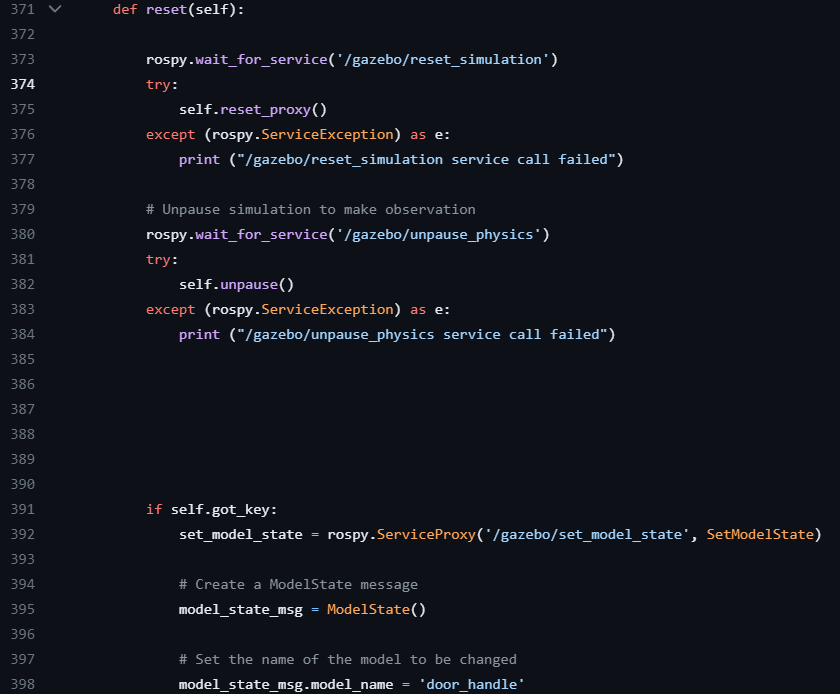 371 def reset(self):
372
373 rospy.wait_for_service('/gazebo/reset_simulation')
374 try:
375 self.reset_proxy()
376 except (rospy.ServiceException) as e:
377 print ("/gazebo/reset_simulation service call failed")
378
379 # Unpause simulation to make observation
380 rospy.wait_for_service('/gazebo/unpause_physics')
381 try:
382 self.unpause()
383 except (rospy.ServiceException) as e:
384 print ("/gazebo/unpause_physics service call failed")
385
386
387
388
389
390
391 if self.got_key:
392 set_model_state = rospy.ServiceProxy('/gazebo/set_model_state', SetModelState)
393
394 # Create a ModelState message
395 model_state_msg = ModelState()
396
397 # Set the name of the model to be changed
398 model_state_msg.model_name = 'door_handle'